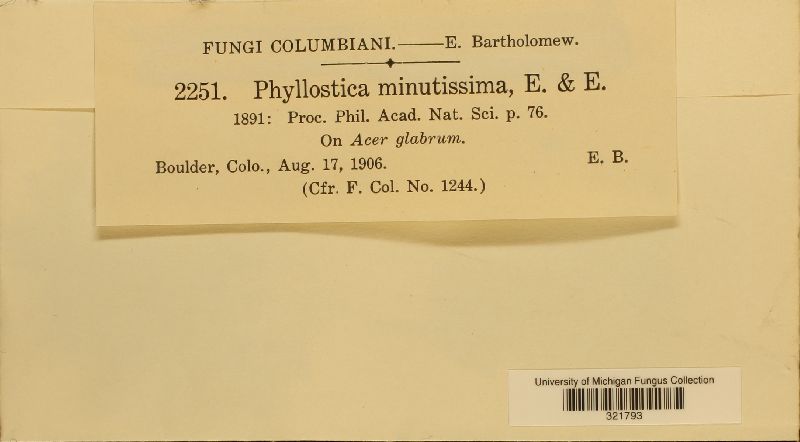 FUNGI COLUMBIANI.——E. Bartholomew.
2251. Phyllostica minutissima, E. & E.
1891: Proc. Phil. Acad. Nat. Sci. p. 76.
On Acer glabrum.
Boulder, Colo., Aug. 17, 1906. E. B.
(Cfr. F. Col. No. 1244.)
University of Michigan Fungus Collection
321793